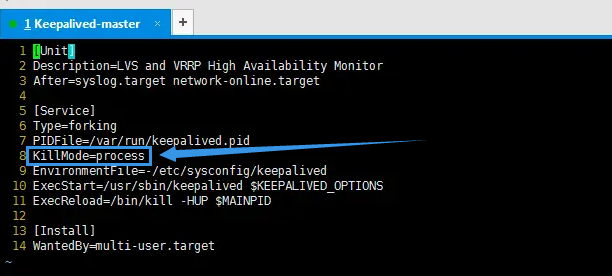 1 Keepalived-master × +
1 [Unit]
2 Description=LVS and VRRP High Availability Monitor
3 After=syslog.target network-online.target
4
5 [Service]
6 Type=forking
7 PIDFile=/var/run/keepalived.pid
8 KillMode=process
9 EnvironmentFile=-/etc/sysconfig/keepalived
10 ExecStart=/usr/sbin/keepalived $KEEPALIVED_OPTIONS
11 ExecReload=/bin/kill -HUP $MAINPID
12
13 [Install]
14 WantedBy=multi-user.target
~